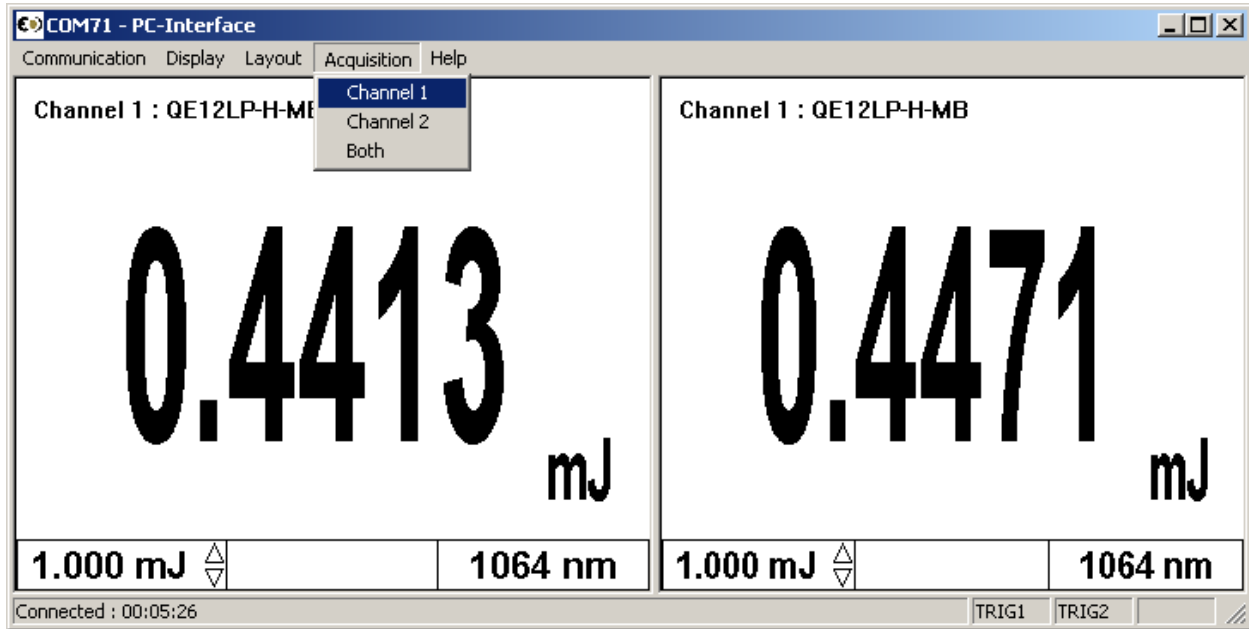 COM71 - PC-Interface
Communication Display Layout Acquisition Help
Channel 1
Channel 2
Both
Channel 1 : QE12LP-H-MB
0.4413
mJ
1.000 mJ
1064 nm
Channel 1 : QE12LP-H-MB
0.4471
mJ
1.000 mJ
1064 nm
Connected : 00:05:26
TRIG1
TRIG2